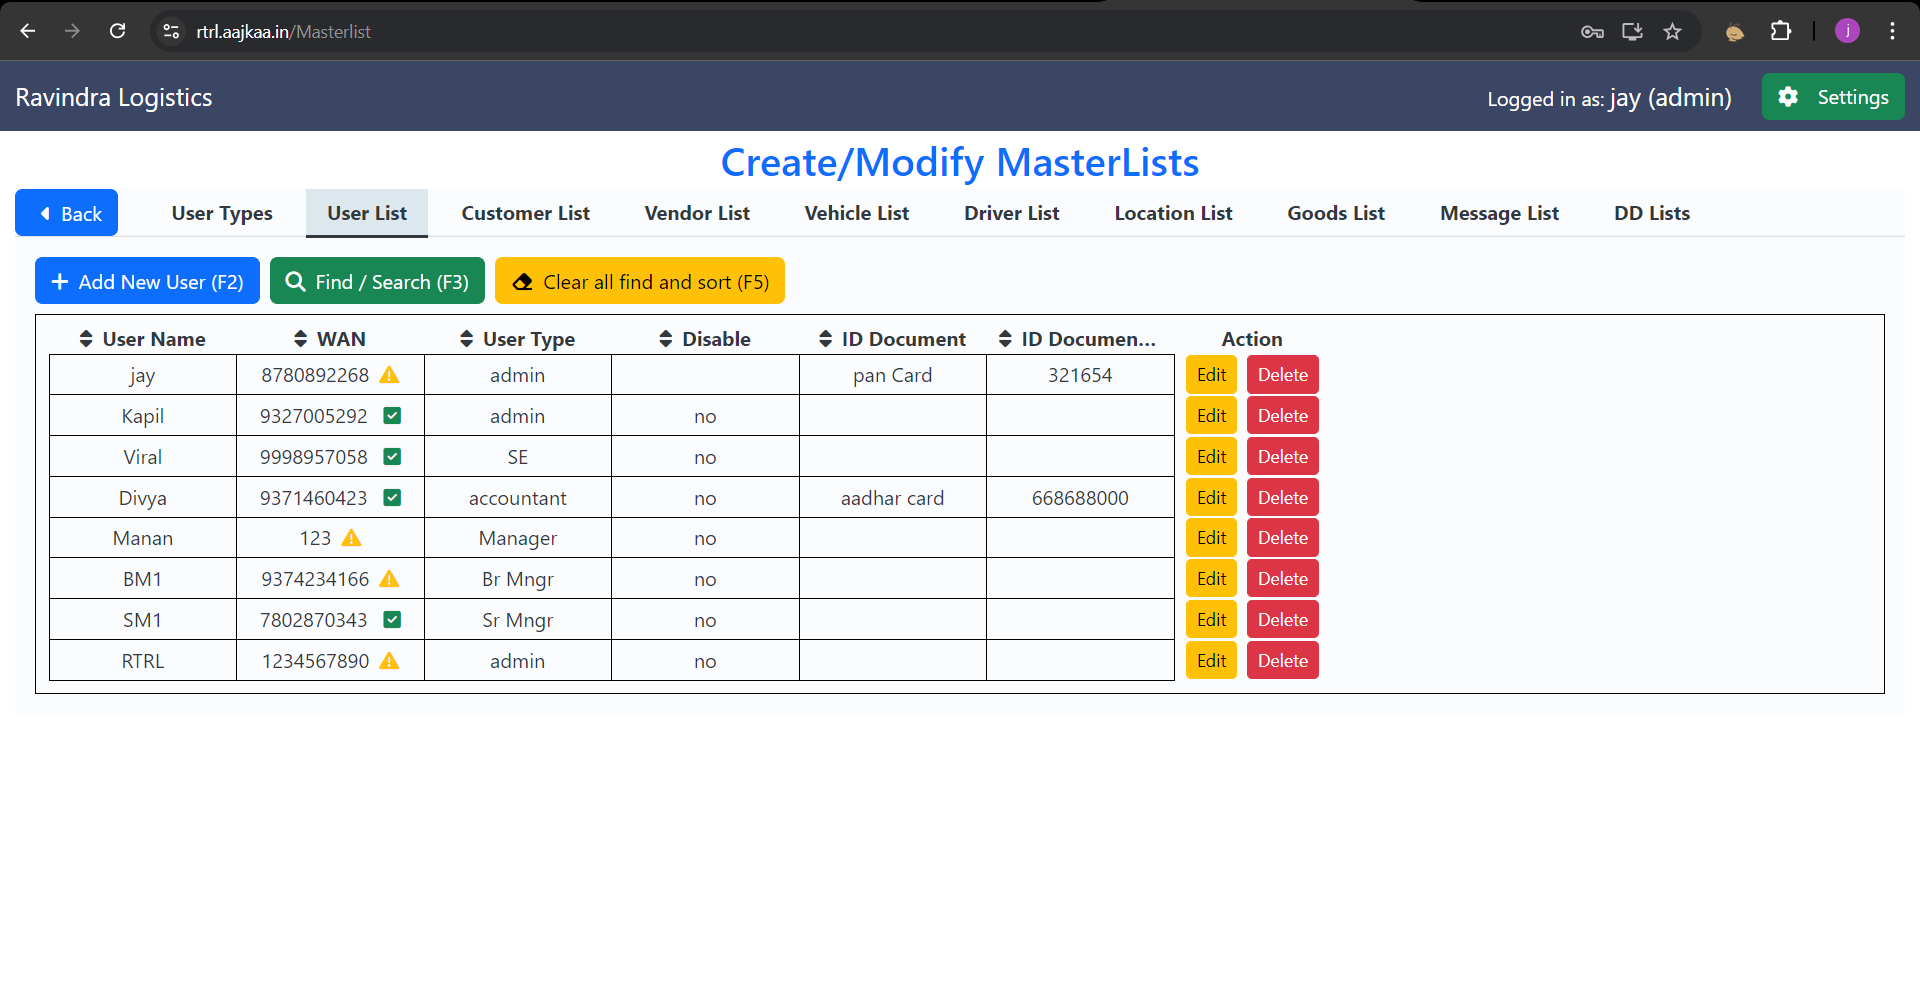 rtrl.aajkaa.in/Masterlist
j
Ravindra Logistics
Logged in as: jay (admin)
Settings
Create/Modify MasterLists
Back User Types User List Customer List Vendor List Vehicle List Driver List Location List Goods List Message List DD Lists
Add New User (F2) Find / Search (F3) Clear all find and sort (F5)
User Name WAN User Type Disable ID Document ID Documen... Action
jay 8780892268 admin pan Card 321654 Edit Delete
Kapil 9327005292 admin no Edit Delete
Viral 9998957058 SE no Edit Delete
Divya 9371460423 accountant no aadhar card 668688000 Edit Delete
Manan 123 Manager no Edit Delete
BM1 9374234166 Br Mngr no Edit Delete
SM1 7802870343 Sr Mngr no Edit Delete
RTRL 1234567890 admin no Edit Delete